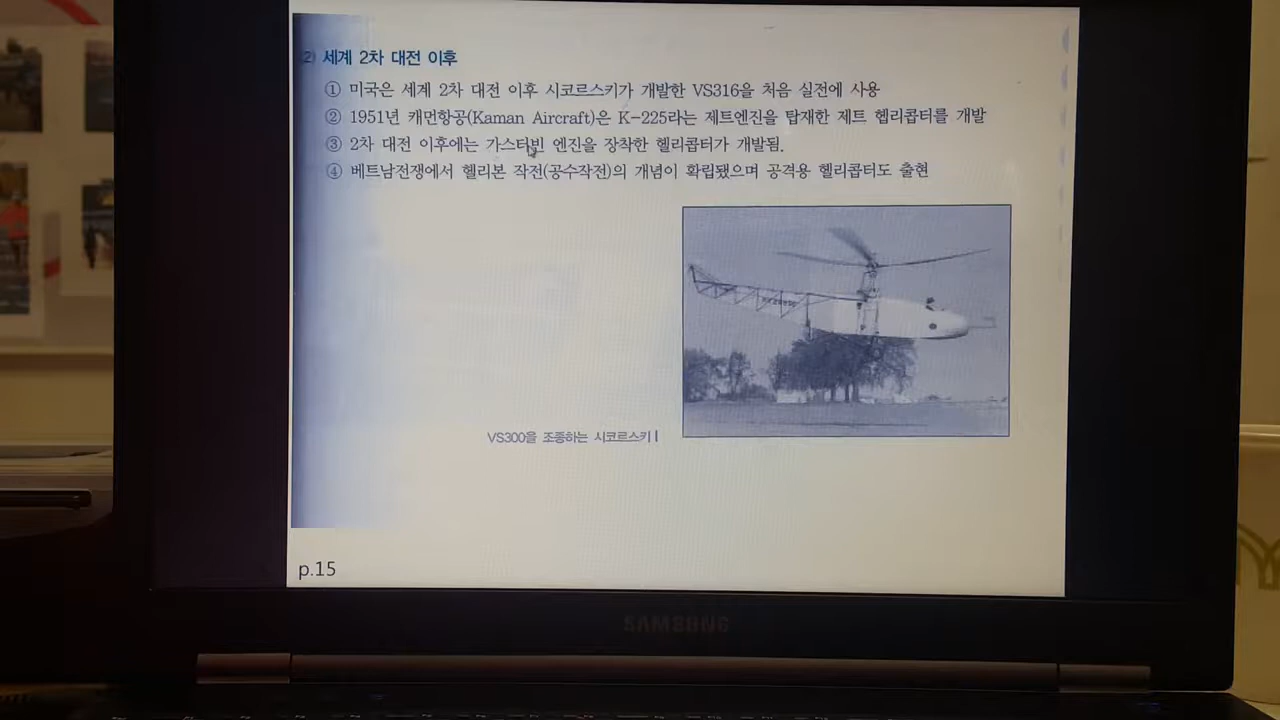 2) 세계 2차 대전 이후
① 미국은 세계 2차 대전 이후 시코르스키가 개발한 VS316을 처음 실전에 사용
② 1951년 캐먼항공(Kaman Aircraft)은 K-225라는 제트엔진을 탑재한 제트 헬리콥터를 개발
③ 2차 대전 이후에는 가스터빈 엔진을 장착한 헬리콥터가 개발됨.
④ 베트남전쟁에서 헬리본 작전(공수작전)의 개념이 확립됐으며 공격용 헬리콥터도 출현
VS300을 조종하는 시코르스키
p.15
SAMSUNG